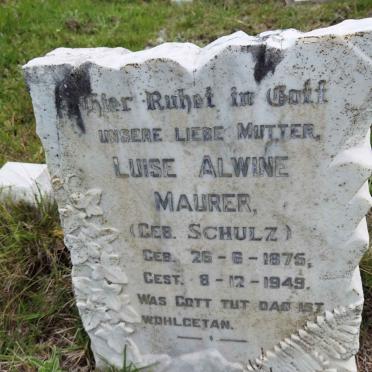 Hier Ruhet in Gott
UNSERE LIEBE MUTTER,
LUISE ALWINE
MAURER,
(GEB. SCHULZ)
GEB. 26-6-1875,
GEST. 8-12-1949.
WAS GOTT TUT DAS IST
WOHLGETAN.